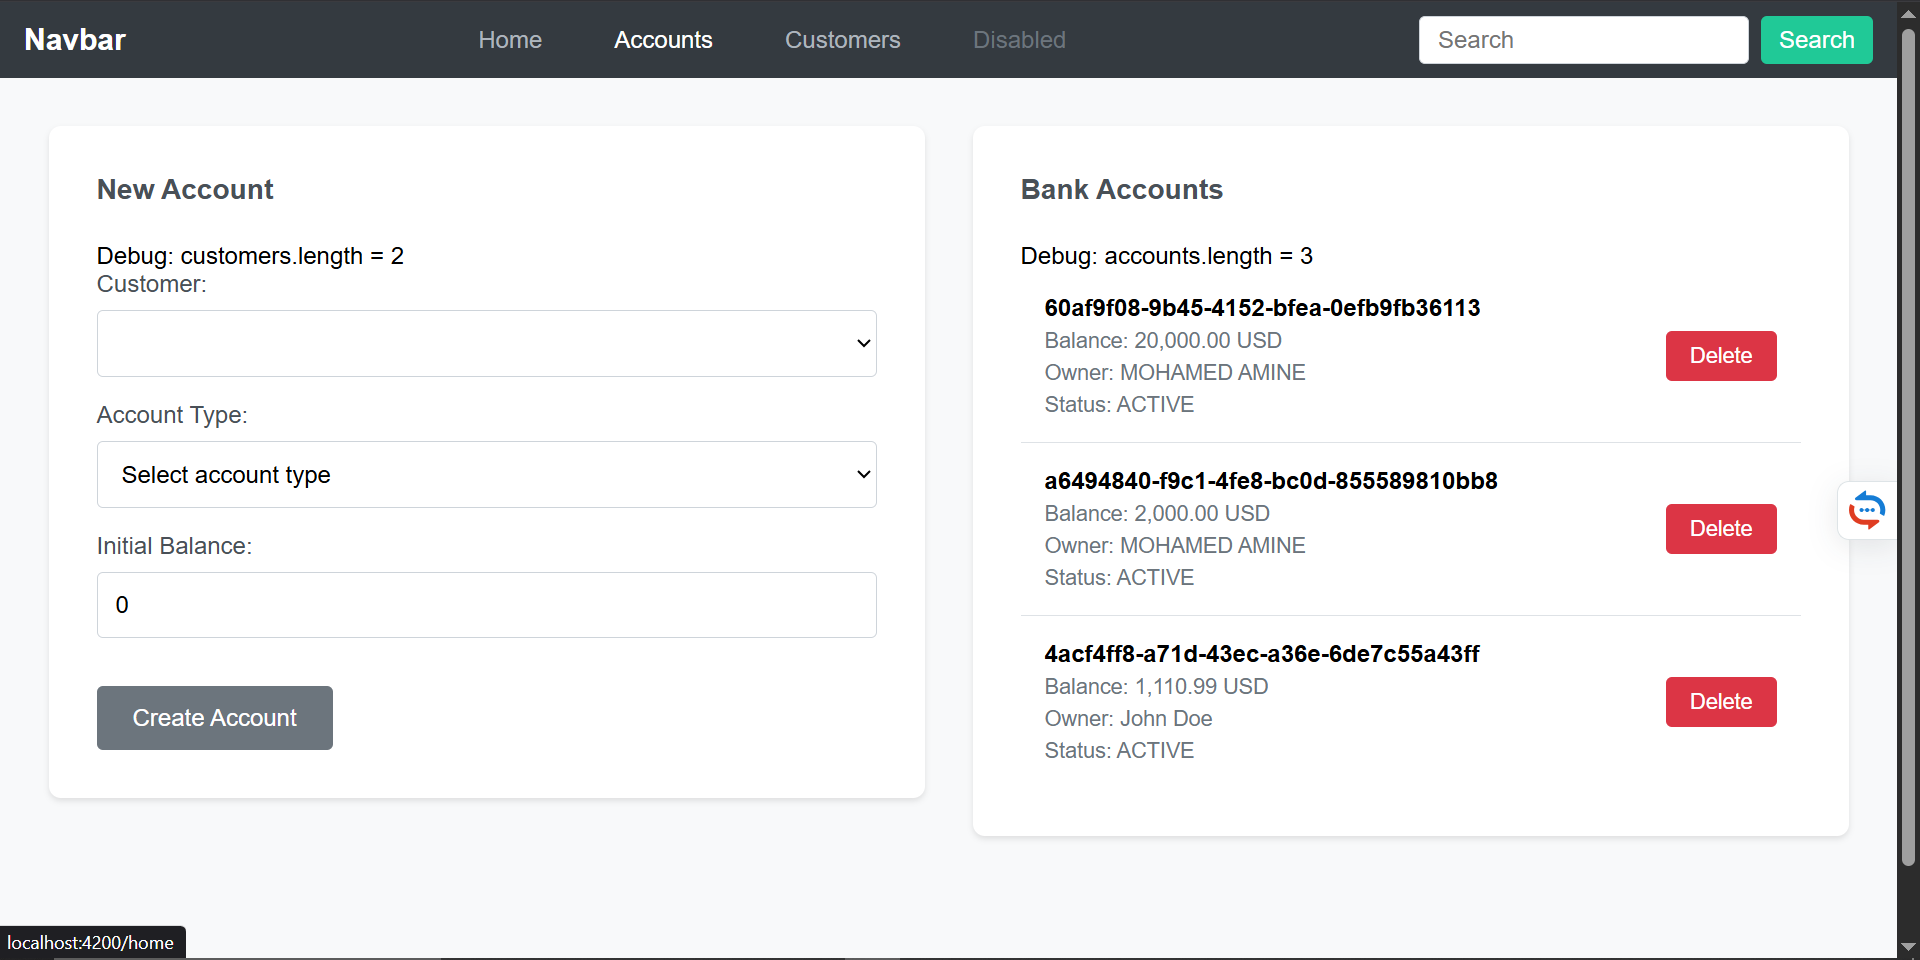 Navbar
Home
Accounts
Customers
Disabled
Search
Search
New Account
Debug: customers.length = 2
Customer:
Account Type:
Select account type
Initial Balance:
0
Create Account
Bank Accounts
Debug: accounts.length = 3
60af9f08-9b45-4152-bfea-0efb9fb36113
Balance: 20,000.00 USD
Owner: MOHAMED AMINE
Status: ACTIVE
Delete
a6494840-f9c1-4fe8-bc0d-855589810bb8
Balance: 2,000.00 USD
Owner: MOHAMED AMINE
Status: ACTIVE
Delete
4acf4ff8-a71d-43ec-a36e-6de7c55a43ff
Balance: 1,110.99 USD
Owner: John Doe
Status: ACTIVE
Delete
localhost:4200/home